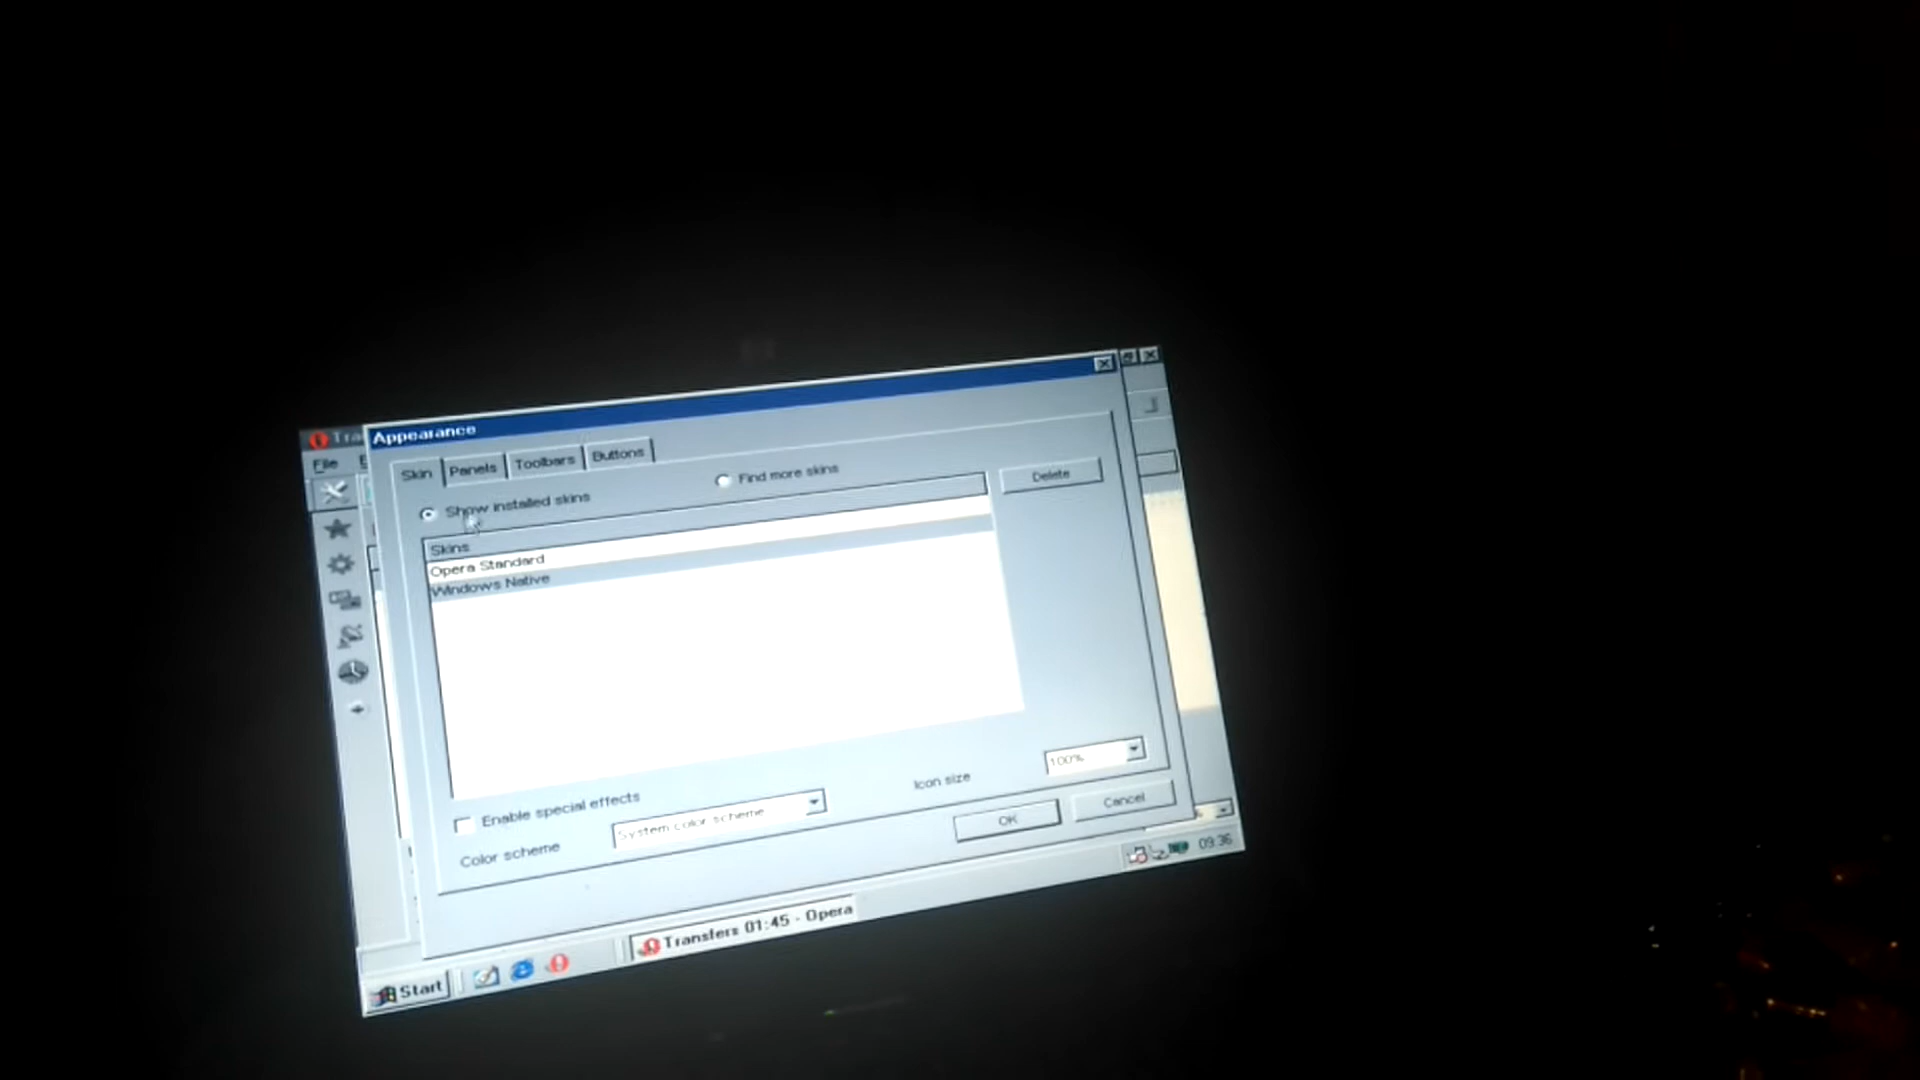 Tra
Appearance
File
Skin
Panels
Toolbars
Buttons
Show installed skins
Find more skins
Delete
Skins
Opera Standard
Windows Native
Enable special effects
Color scheme
System color scheme
Icon size
100%
OK
Cancel
Start
Transfers 01:45 - Opera
09:36